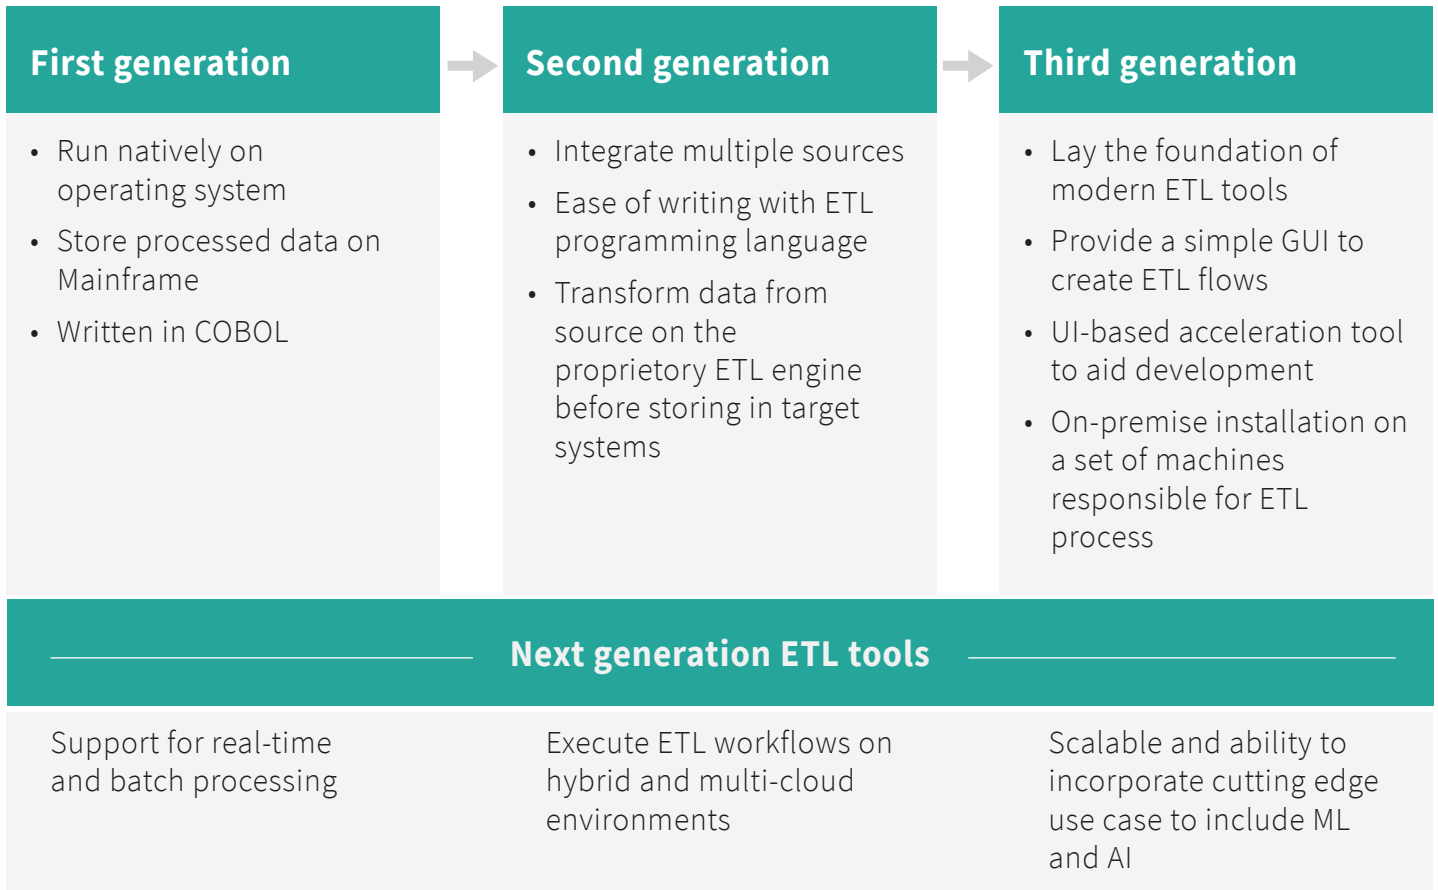 First generation
• Run natively on
operating system
• Store processed data on
Mainframe
• Written in COBOL
Second generation
• Integrate multiple sources
• Ease of writing with ETL
programming language
• Transform data from
source on the
proprietory ETL engine
before storing in target
systems
Third generation
• Lay the foundation of
modern ETL tools
• Provide a simple GUI to
create ETL flows
• UI-based acceleration tool
to aid development
• On-premise installation on
a set of machines
responsible for ETL
process
Next generation ETL tools
Support for real-time
and batch processing
Execute ETL workflows on
hybrid and multi-cloud
environments
Scalable and ability to
incorporate cutting edge
use case to include ML
and AI